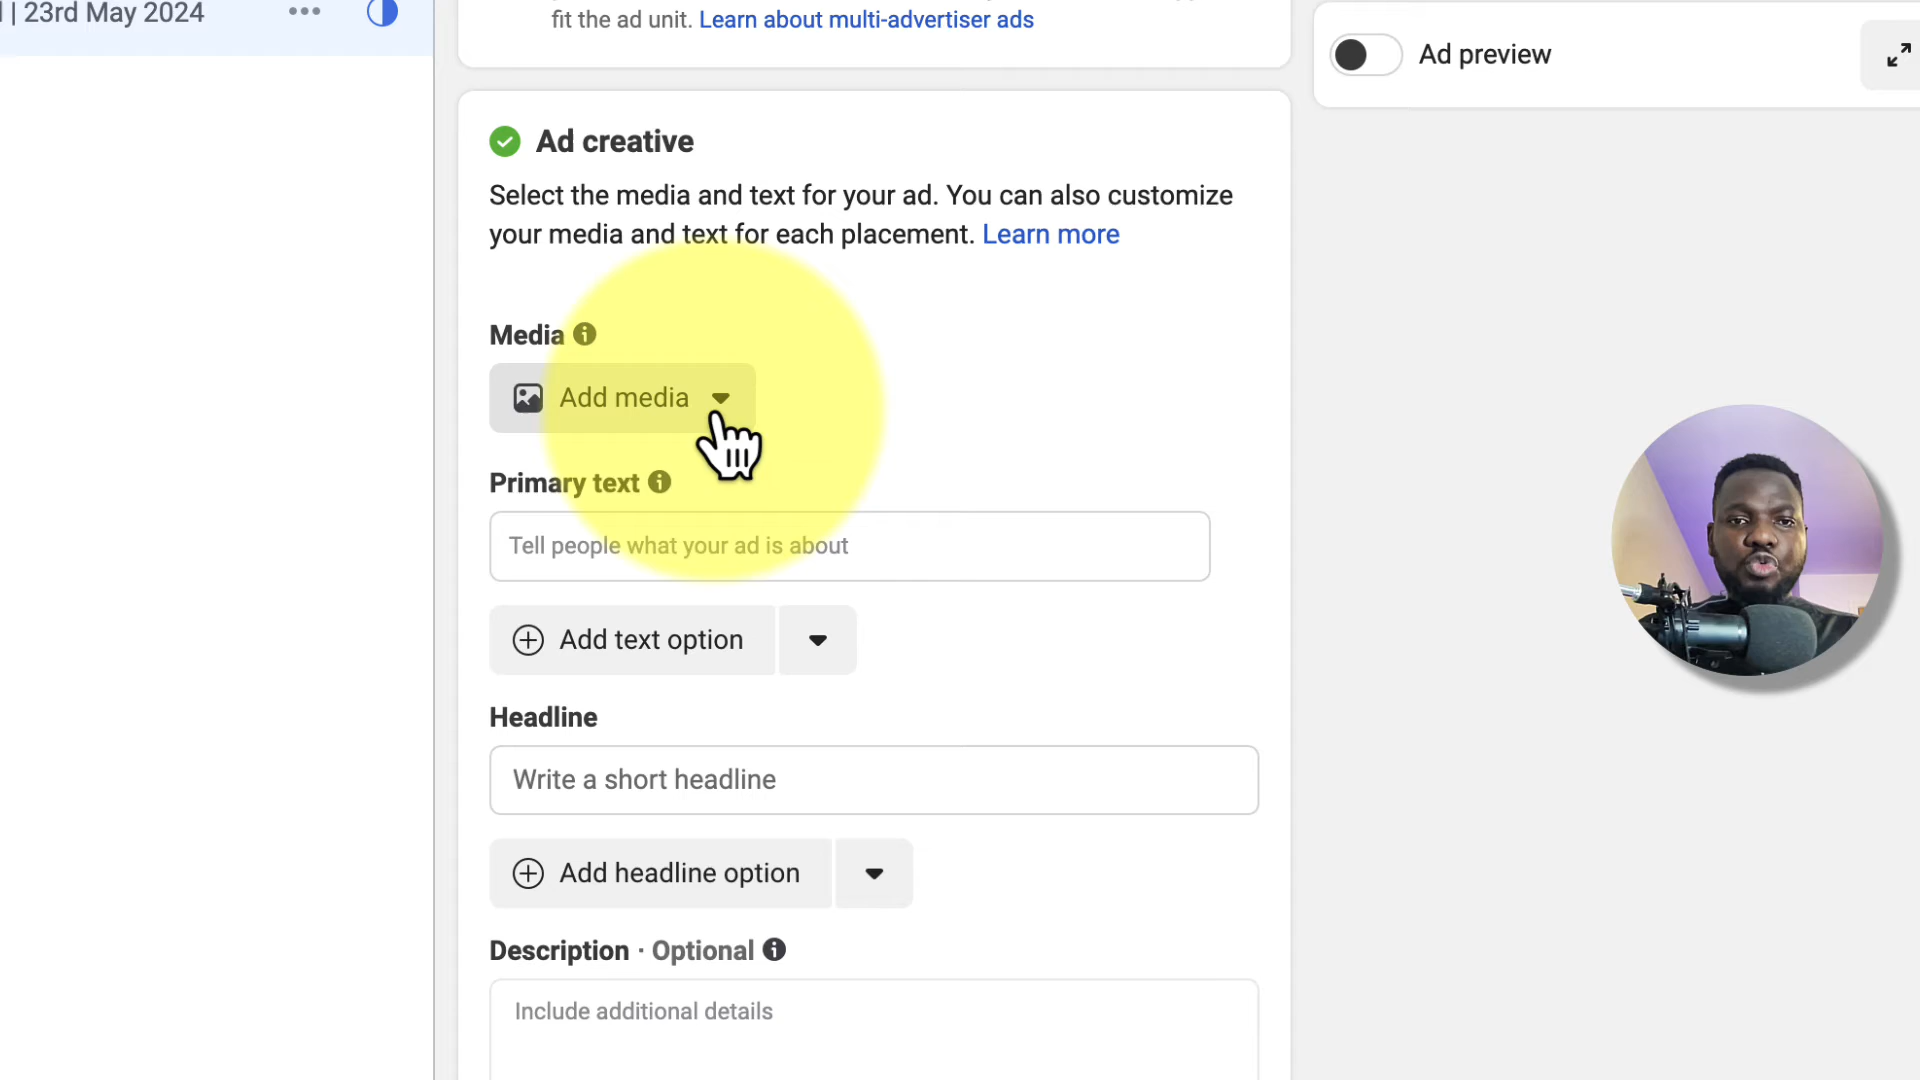 | 23rd May 2024
fit the ad unit. Learn about multi-advertiser ads
Ad preview
Ad creative
Select the media and text for your ad. You can also customize
your media and text for each placement. Learn more
Media
Add media
Primary text
Tell people what your ad is about
Add text option
Headline
Write a short headline
Add headline option
Description · Optional
Include additional details